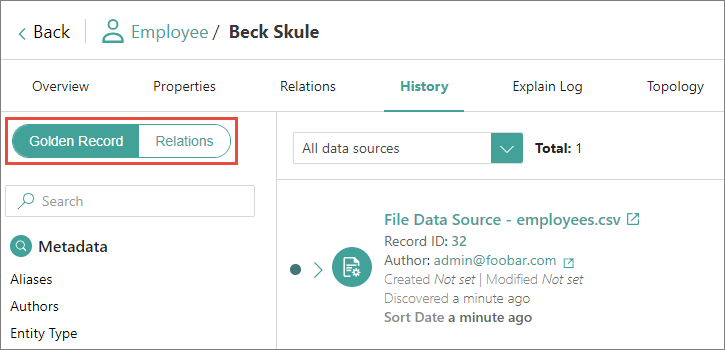 Back Employee / Beck Skule
Overview Properties Relations History Explain Log Topology
Golden Record Relations
All data sources Total: 1
Search
File Data Source - employees.csv
Record ID: 32
Metadata
Author: admin@foobar.com
Aliases
Created Not set | Modified Not set
Discovered a minute ago
Authors
Sort Date a minute ago
Entity Type